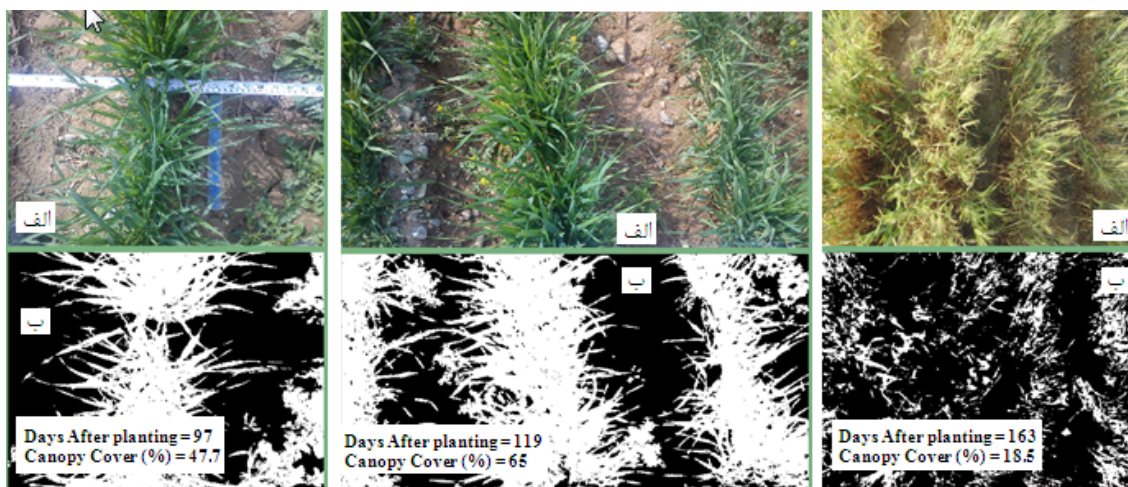 الف
الف
الف
ب
Days After planting = 97
Canopy Cover (%) = 47.7
ب
Days After planting = 119
Canopy Cover (%) = 65
ب
Days After planting = 163
Canopy Cover (%) = 18.5